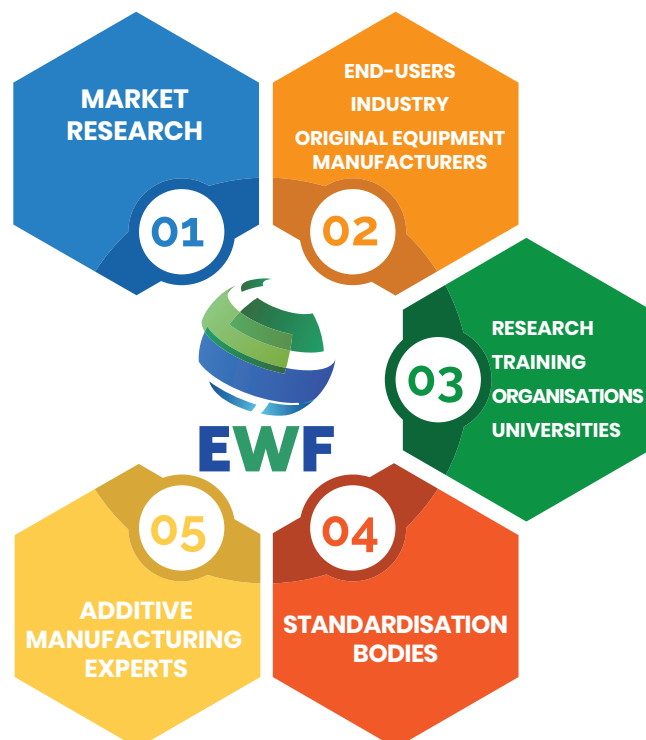 MARKET
RESEARCH
01
END-USERS
INDUSTRY
ORIGINAL EQUIPMENT
MANUFACTURERS
02
RESEARCH
TRAINING
ORGANISATIONS
UNIVERSITIES
03
EWF
04
STANDARDISATION
BODIES
05
ADDITIVE
MANUFACTURING
EXPERTS